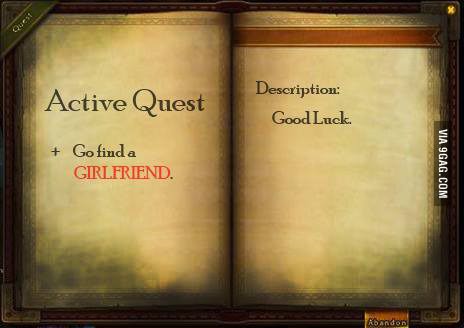 Quest
Active Quest
+ Go find a
GIRLFRIEND.
Description:
Good Luck.
VIA 9GAG.COM
Abandon